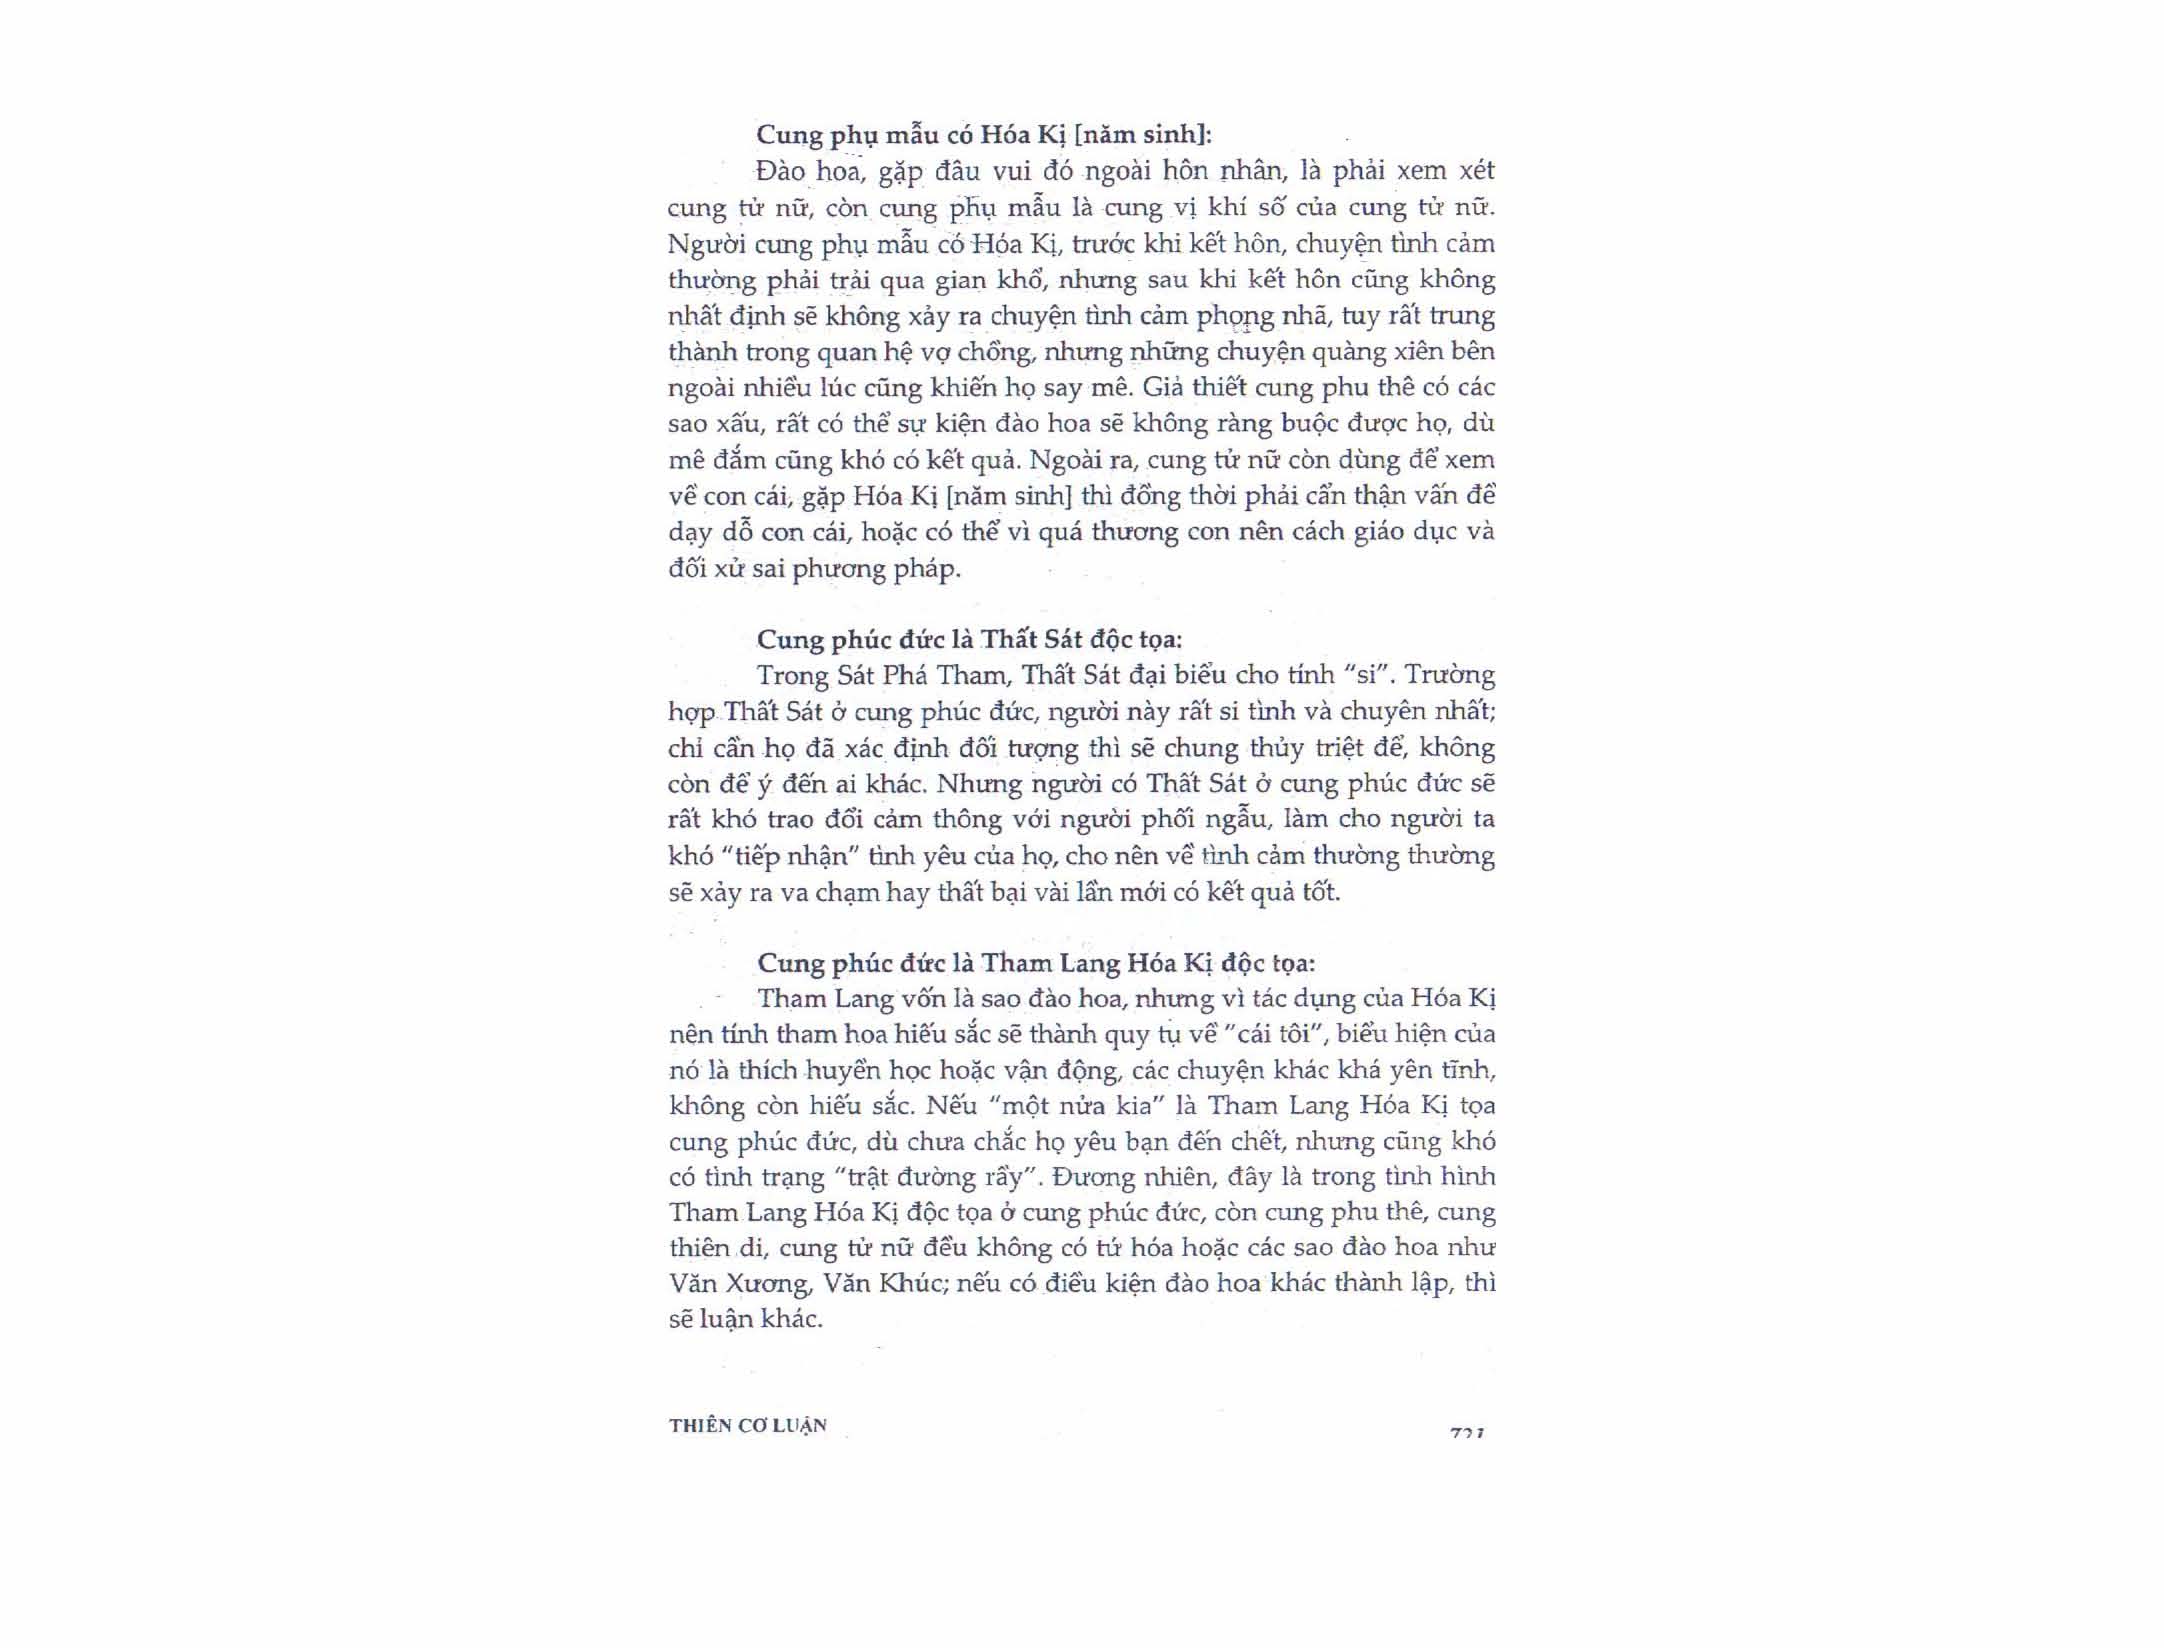 Cung phụ mẫu có Hóa Kị [năm sinh]:
Đào hoa, gặp đâu vui đó ngoài hôn nhân, là phải xem xét
cung tử nữ, còn cung phụ mẫu là cung vị khí số của cung tử nữ.
Người cung phụ mẫu có Hóa Kị, trước khi kết hôn, chuyện tình cảm
thường phải trải qua gian khổ, nhưng sau khi kết hôn cũng không
nhất định sẽ không xảy ra chuyện tình cảm phong nhã, tuy rất trung
thành trong quan hệ vợ chồng, nhưng những chuyện quàng xiên bên
ngoài nhiều lúc cũng khiến họ say mê. Giả thiết cung phu thê có các
sao xấu, rất có thể sự kiện đào hoa sẽ không ràng buộc được họ, dù
mê đắm cũng khó có kết quả. Ngoài ra, cung tử nữ còn dùng để xem
về con cái, gặp Hóa Kị [năm sinh] thì đồng thời phải cẩn thận vấn đề
dạy dỗ con cái, hoặc có thể vì quá thương con nên cách giáo dục và
đối xử sai phương pháp.
Cung phúc đức là Thất Sát độc tọa:
Trong Sát Phá Tham, Thất Sát đại biểu cho tính "si". Trường
hợp Thất Sát ở cung phúc đức, người này rất si tình và chuyên nhất;
chỉ cần họ đã xác định đối tượng thì sẽ chung thủy triệt để, không
còn để ý đến ai khác. Nhưng người có Thất Sát ở cung phúc đức sẽ
rất khó trao đổi cảm thông với người phối ngẫu, làm cho người ta
khó "tiếp nhận" tình yêu của họ, cho nên về tình cảm thường thường
sẽ xảy ra va chạm hay thất bại vài lần mới có kết quả tốt.
Cung phúc đức là Tham Lang Hóa Kị độc tọa:
Tham Lang vốn là sao đào hoa, nhưng vì tác dụng của Hóa Kị
nên tính tham hoa hiếu sắc sẽ thành quy tụ về "cái tôi", biểu hiện của
nó là thích huyền học hoặc vận động, các chuyện khác khá yên tĩnh,
không còn hiếu sắc. Nếu "một nửa kia" là Tham Lang Hóa Kị tọa
cung phúc đức, dù chưa chắc họ yêu bạn đến chết, nhưng cũng khó
có tình trạng "trật đường rầy". Đương nhiên, đây là trong tình hình
Tham Lang Hóa Kị độc tọa ở cung phúc đức, còn cung phu thê, cung
thiên di, cung tử nữ đều không có tứ hóa hoặc các sao đào hoa như
Văn Xương, Văn Khúc; nếu có điều kiện đào hoa khác thành lập, thì
sẽ luận khác.
THIÊN CƠ LUẬN